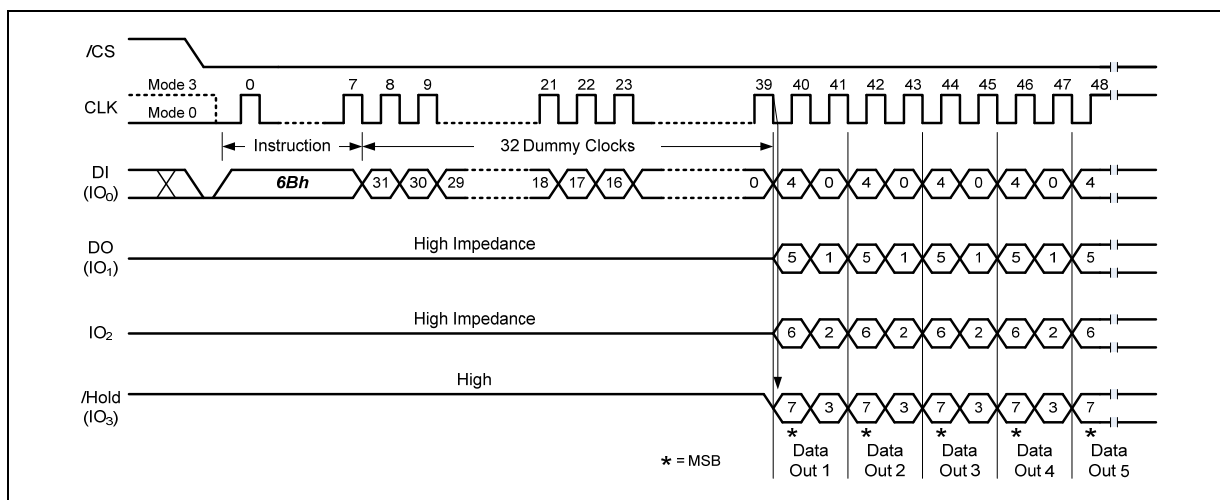 /CS
Mode 3 0 7 8 9 21 22 23 39 40 41 42 43 44 45 46 47 48
CLK
Mode 0
Instruction 32 Dummy Clocks
DI
(IO0)
6Bh 31 30 29 18 17 16 0 4 0 4 0 4 0 4 0 4
DO
(IO1)
High Impedance
5 1 5 1 5 1 5 1 5
High Impedance
IO2
6 2 6 2 6 2 6 2 6
High
/Hold
(IO3)
7 3 7 3 7 3 7 3 7
* * * * *
* = MSB
Data Out 1
Data Out 2
Data Out 3
Data Out 4
Data Out 5